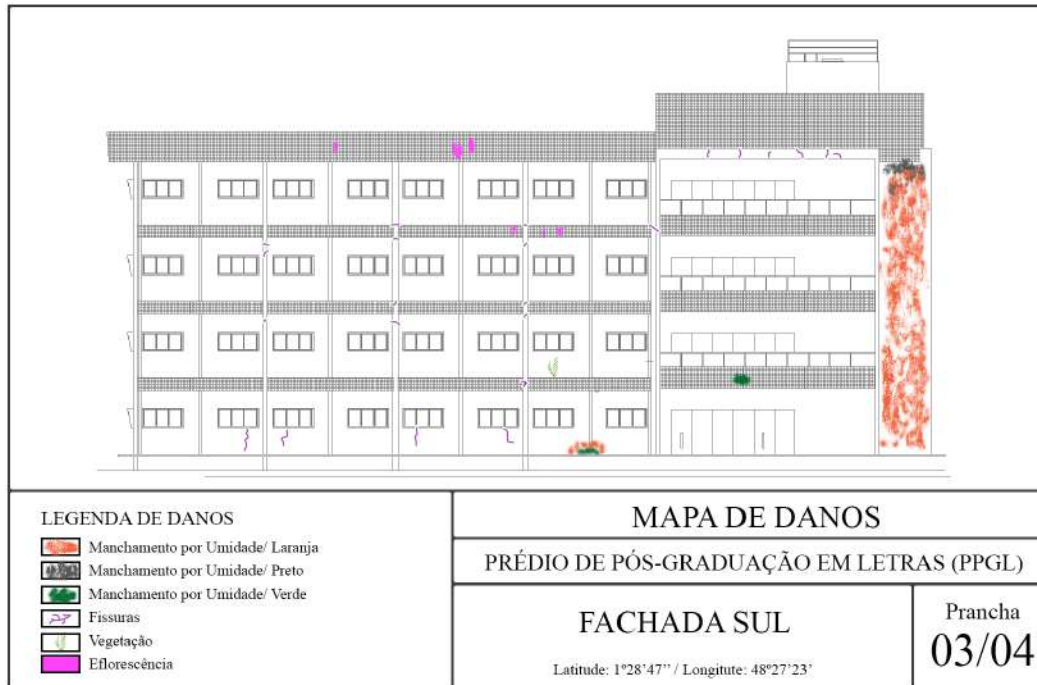 LEGENDA DE DANOS
Manchamento por Umidade/ Laranja
Manchamento por Umidade/ Preto
Manchamento por Umidade/ Verde
Fissuras
Vegetação
Eflorescência
MAPA DE DANOS
PRÉDIO DE PÓS-GRADUAÇÃO EM LETRAS (PPGL)
FACHADA SUL
Latitude: 1º28'47'' / Longitute: 48º27'23'
Prancha
03/04